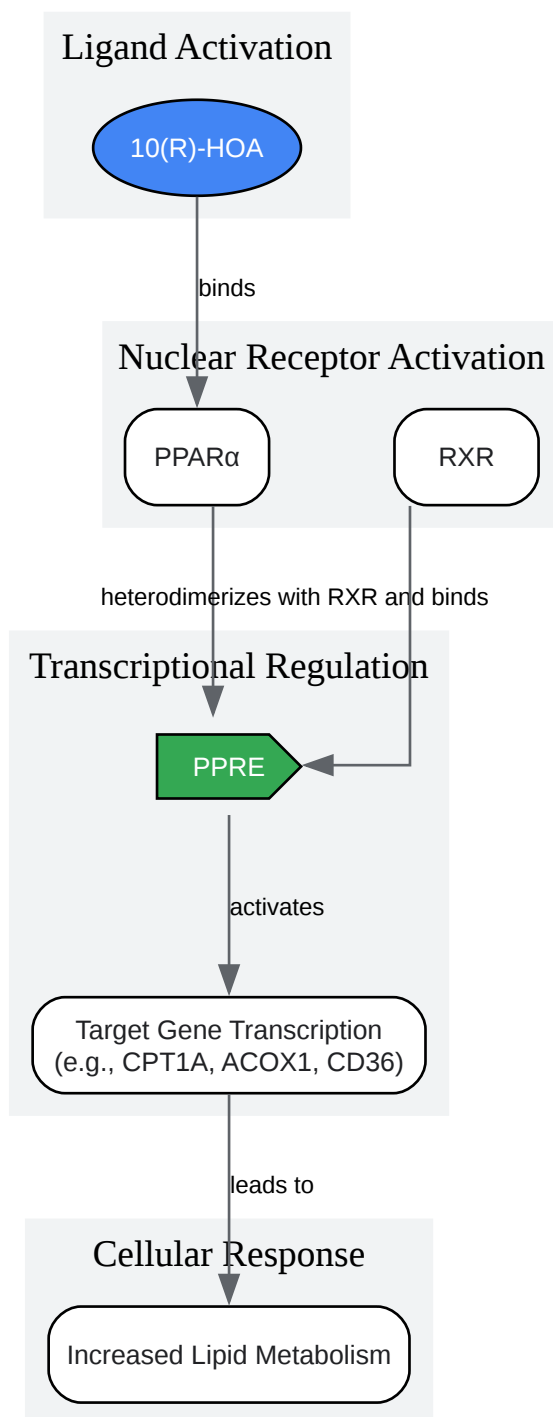 Ligand Activation
10(R)-HOA
binds
Nuclear Receptor Activation
PPARα
RXR
heterodimerizes with RXR and binds
Transcriptional Regulation
PPRE
activates
Target Gene Transcription
(e.g., CPT1A, ACOX1, CD36)
leads to
Cellular Response
Increased Lipid Metabolism